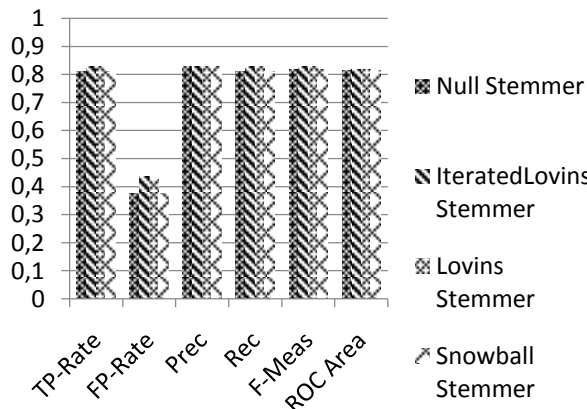 1
0,9
0,8
0,7
0,6
0,5
0,4
0,3
0,2
0,1
0
TP-Rate
FP-Rate
Prec
Rec
F-Meas
ROC Area
Null Stemmer
IteratedLovins
Stemmer
Lovins
Stemmer
Snowball
Stemmer